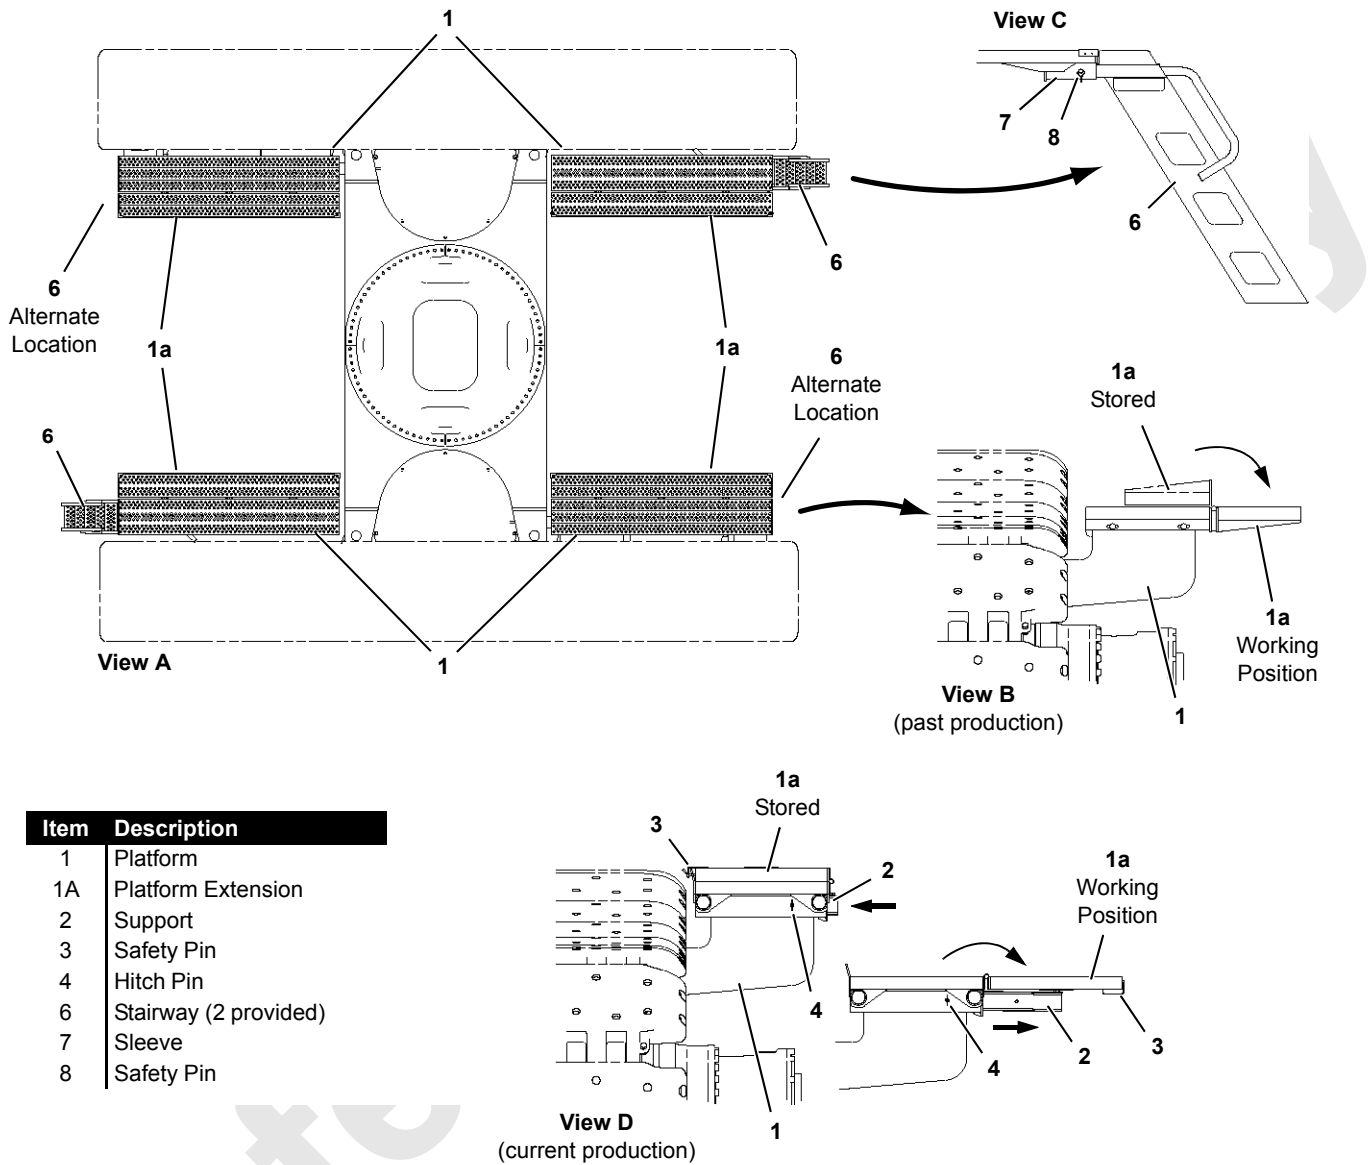 1
View C
7
8
6
6
6
Alternate
Location
1a
1a
6
Alternate
Location
6
1a
Stored
1a
Working
Position
View A
1
View B
(past production)
1
Item Description
1 Platform
1A Platform Extension
2 Support
3 Safety Pin
4 Hitch Pin
6 Stairway (2 provided)
7 Sleeve
8 Safety Pin
1a
Stored
3
2
1a
Working
Position
4
1
4
2
3
View D
(current production)